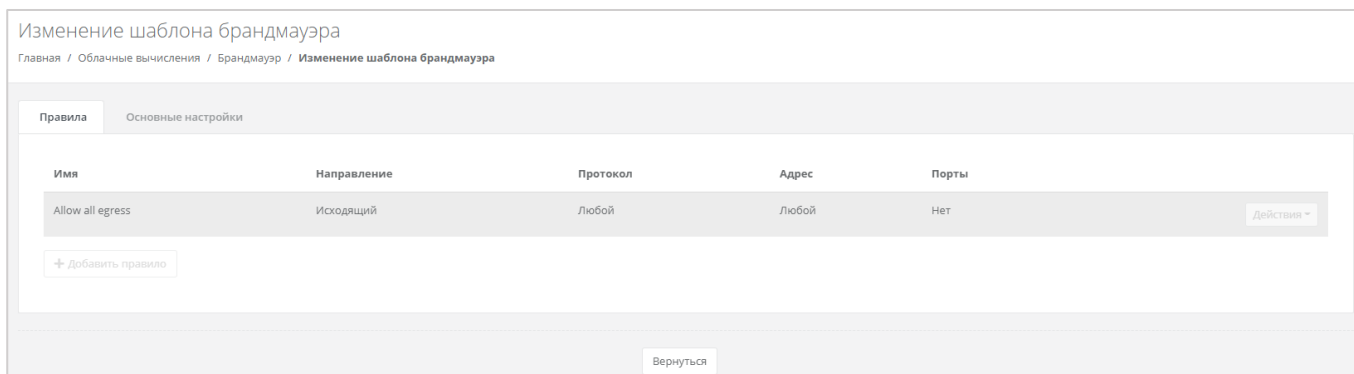 Изменение шаблона брандмауэра
Главная / Облачные вычисления / Брандмауэр / Изменение шаблона брандмауэра
Правила Основные настройки
Имя Направление Протокол Адрес Порты
Allow all egress Исходящий Любой Любой Нет Действия
+ Добавить правило
Вернуться